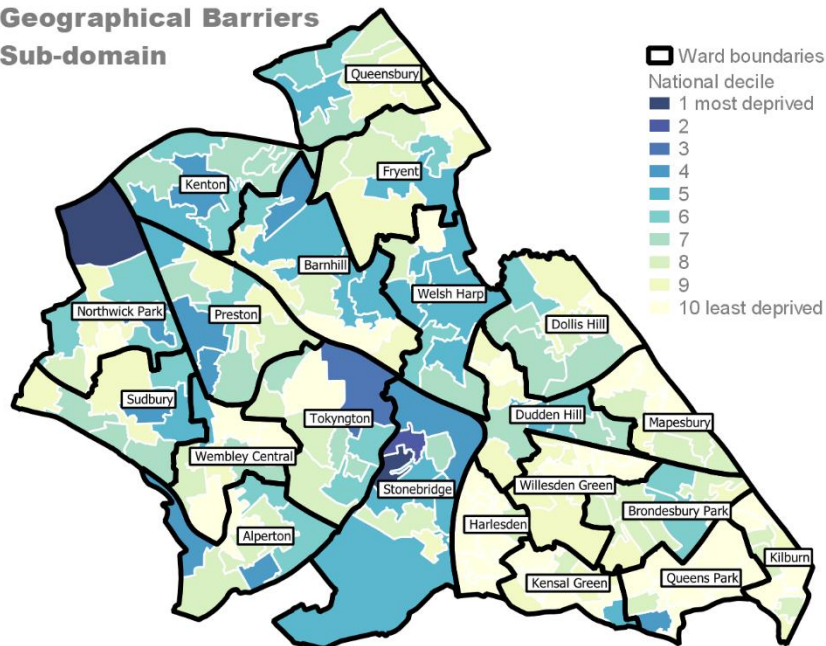 Geographical Barriers
Sub-domain
Ward boundaries
National decile
1 most deprived
2
3
4
5
6
7
8
9
10 least deprived
Queensbury
Fryent
Kenton
Barnhill
Welsh Harp
Northwick Park
Preston
Dollis Hill
Sudbury
Tokyngton
Dudden Hill
Mapesbury
Wembley Central
Stonebridge
Willesden Green
Brondesbury Park
Alperton
Harlesden
Kilburn
Kensal Green
Queens Park